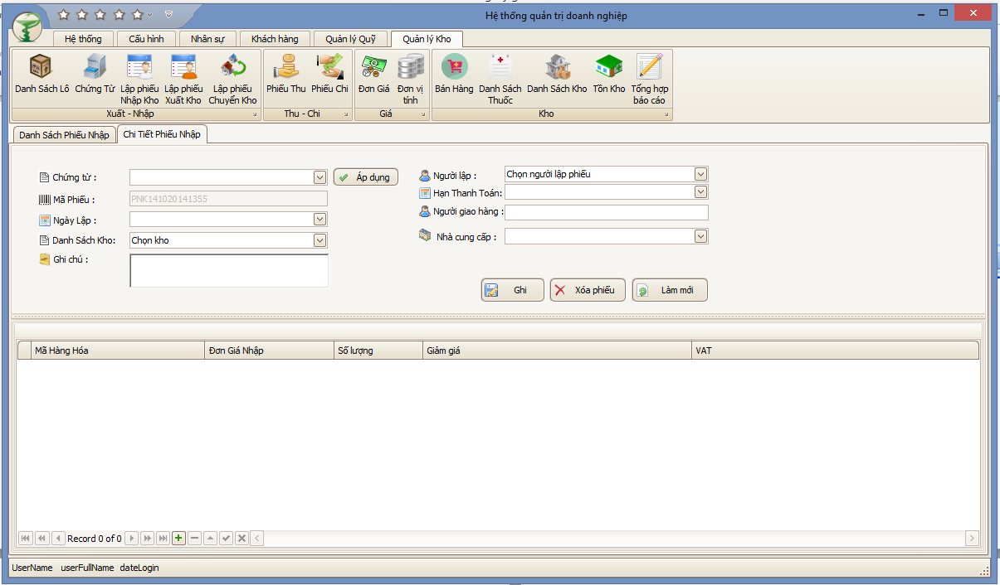 Hệ thống quản trị doanh nghiệp
Hệ thống Cấu hình Nhân sự Khách hàng Quản lý Quỹ Quản lý Kho
Danh Sách Lô Chứng Từ Lập phiếu Nhập Kho Lập phiếu Xuất Kho Lập phiếu Chuyển Kho
Xuất - Nhập
Phiếu Thu Phiếu Chi
Thu - Chi
Đơn Giá Đơn vị tính
Giá
Bán Hàng Danh Sách Thuốc Danh Sách Kho Tồn Kho Tổng hợp báo cáo
Kho
Danh Sách Phiếu Nhập Chi Tiết Phiếu Nhập
Chứng từ : Áp dụng
Mã Phiếu : PNK141020141355
Ngày Lập :
Danh Sách Kho: Chọn kho
Ghi chú :
Người lập : Chọn người lập phiếu
Hạn Thanh Toán:
Người giao hàng :
Nhà cung cấp :
Ghi Xóa phiếu Làm mới
Mã Hàng Hóa Đơn Giá Nhập Số lượng Giảm giá VAT
Record 0 of 0
UserName userFullName dateLogin